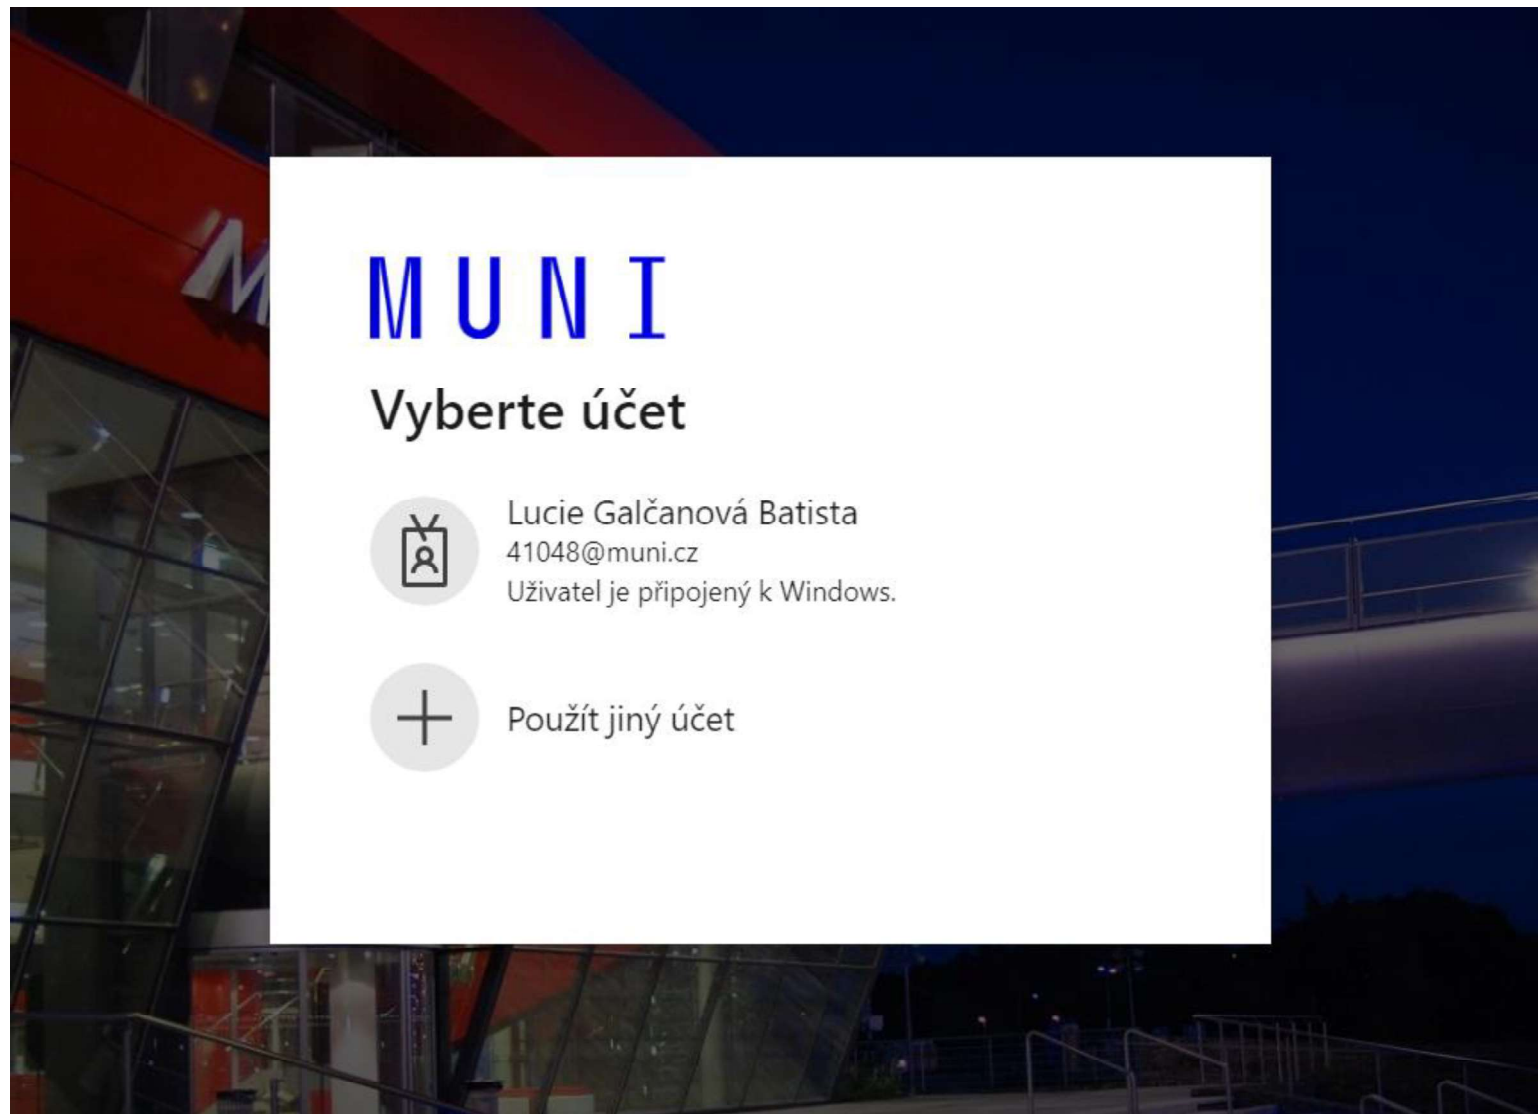 M
MUNI
Vyberte účet
Lucie Galčanová Batista
41048@muni.cz
Uživatel je připojený k Windows.
Použít jiný účet